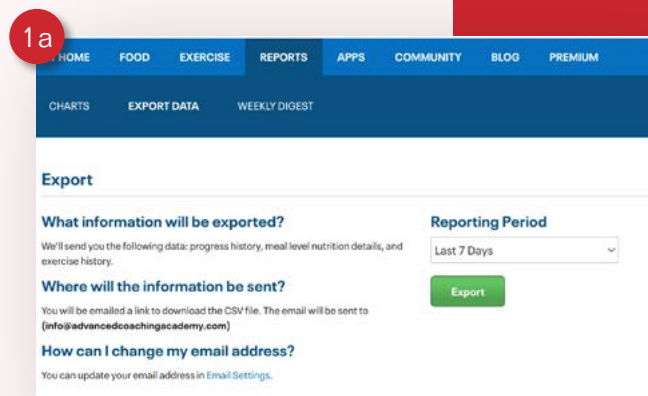 1a
HOME FOOD EXERCISE REPORTS APPS COMMUNITY BLOG PREMIUM
CHARTS EXPORT DATA WEEKLY DIGEST
Export
What information will be exported?
We'll send you the following data: progress history, meal level nutrition details, and
exercise history.
Where will the information be sent?
You will be emailed a link to download the CSV file. The email will be sent to
(info@advancedcoachingacademy.com)
How can I change my email address?
You can update your email address in Email Settings.
Reporting Period
Last 7 Days
Export